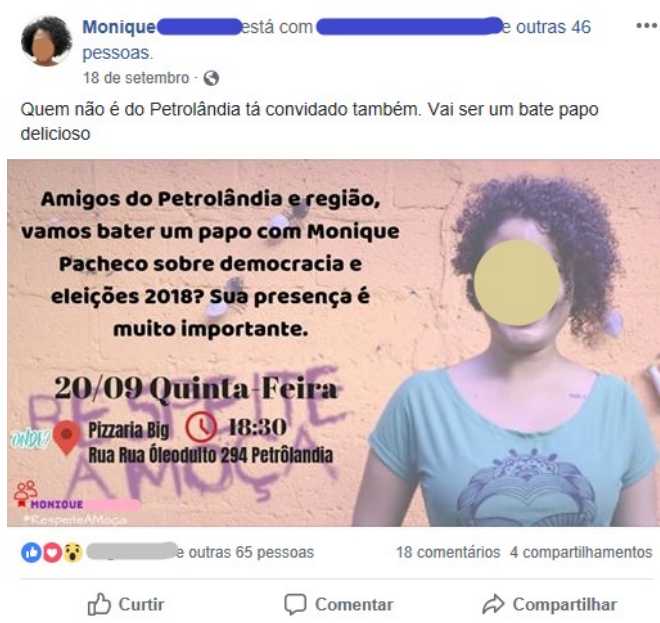 Monique está com e outras 46
pessoas.
18 de setembro ·
Quem não é do Petrolândia tá convidado também. Vai ser um bate papo
delicioso
Amigos do Petrolândia e região,
vamos bater um papo com Monique
Pacheco sobre democracia e
eleições 2018? Sua presença é
muito importante.
RESPEITE
A MOÇA
20/09 Quinta-Feira
ONDE?
Pizzaria Big 18:30
Rua Rua Óleodulto 294 Petrôlandia
MONIQUE
#RespeiteAMoça
e outras 65 pessoas
18 comentários 4 compartilhamentos
Curtir Comentar Compartilhar